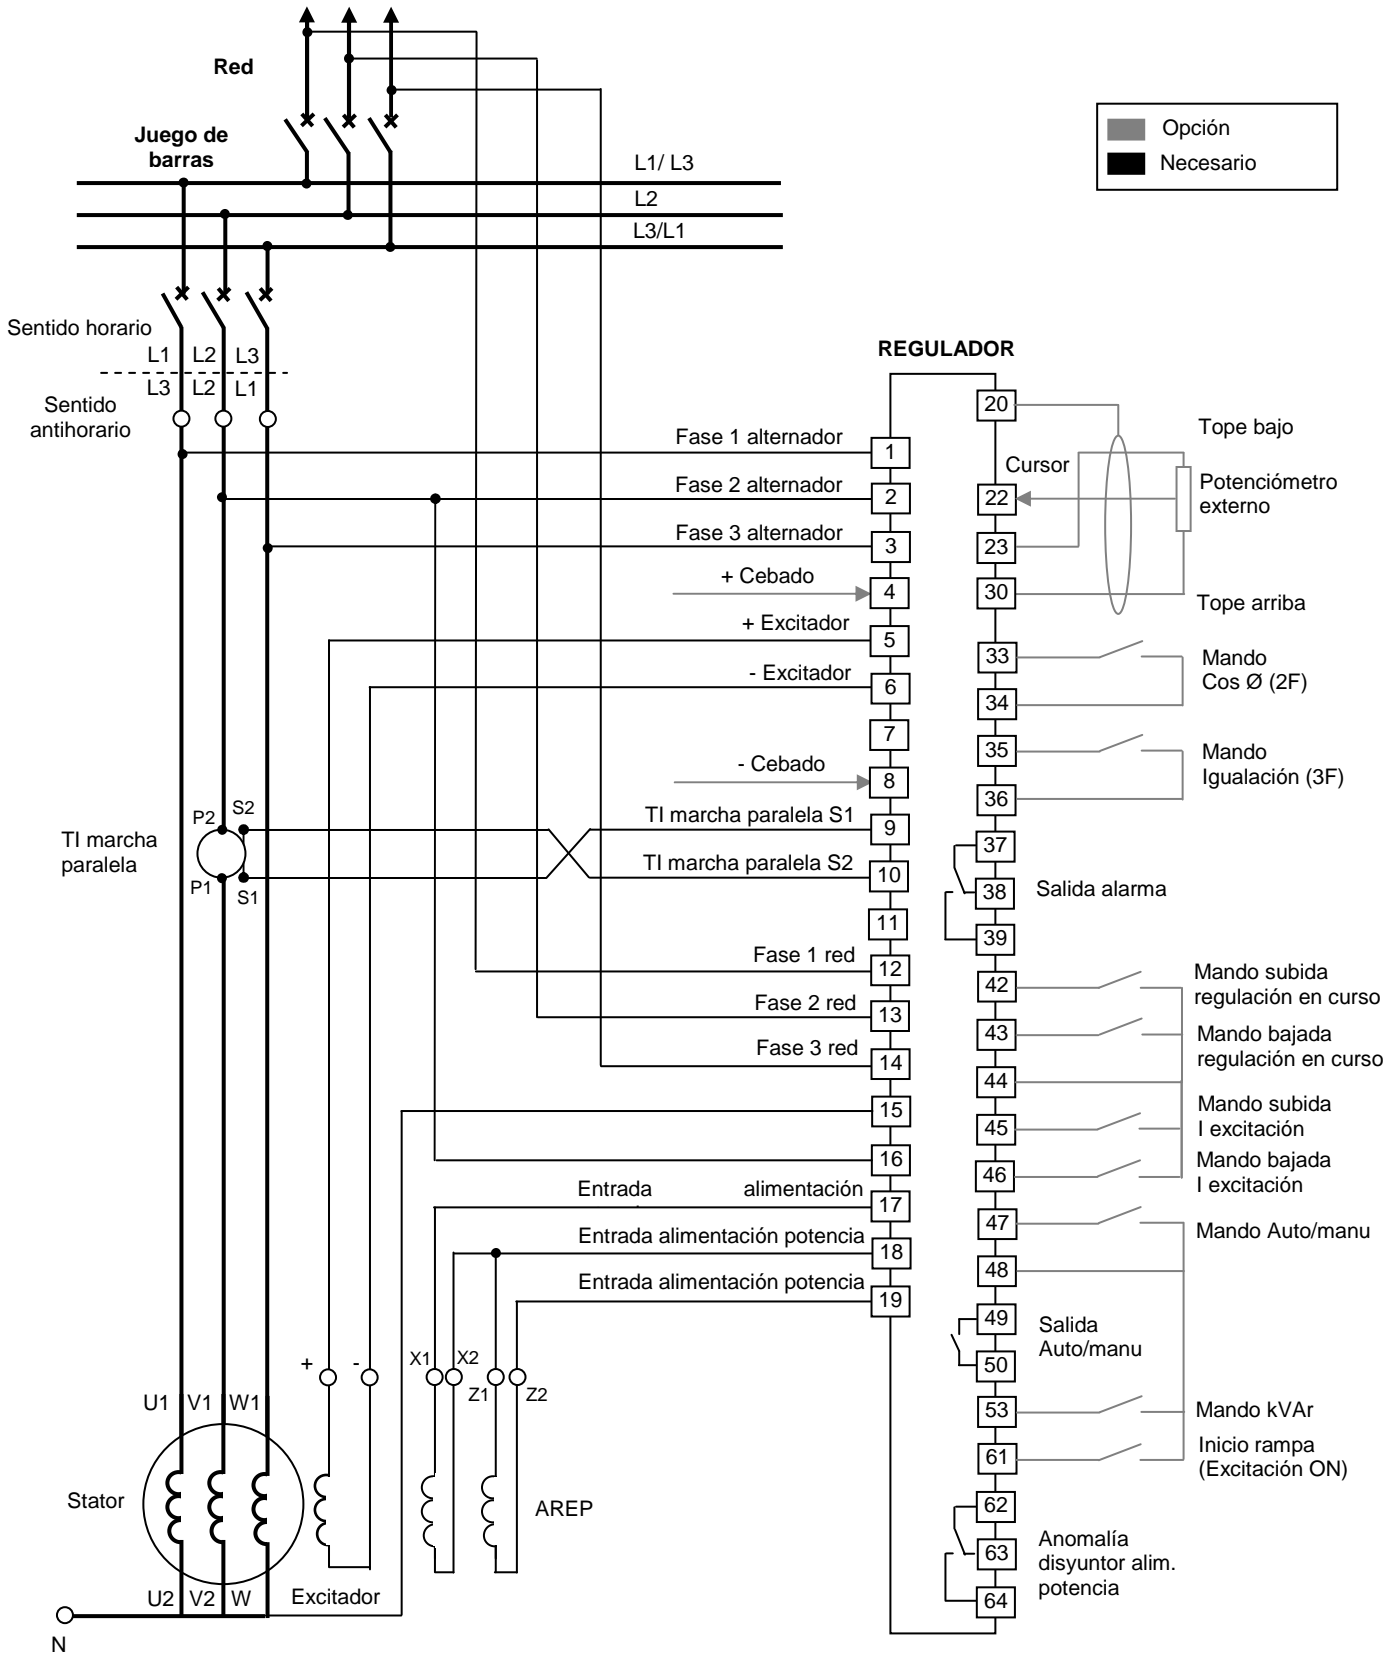 Red
Opción
Necesario
Juego de
barras
L1/ L3
L2
L3/L1
Sentido horario
L1 L2 L3
L3 L2 L1
Sentido
antihorario
REGULADOR
Fase 1 alternador
1
Fase 2 alternador
2
Fase 3 alternador
3
+ Cebado
4
+ Excitador
5
- Excitador
6
7
- Cebado
8
TI marcha paralela S1
9
TI marcha paralela S2
10
11
Fase 1 red
12
Fase 2 red
13
Fase 3 red
14
15
16
Entrada alimentación
17
Entrada alimentación potencia
18
Entrada alimentación potencia
19
20
Tope bajo
Cursor
22
Potenciómetro
externo
23
30
Tope arriba
33
Mando
Cos Ø (2F)
34
35
Mando
Igualación (3F)
36
37
38
Salida alarma
39
42
Mando subida
regulación en curso
43
Mando bajada
regulación en curso
44
45
Mando subida
I excitación
46
Mando bajada
I excitación
47
Mando Auto/manu
48
49
Salida
Auto/manu
50
53
Mando kVAr
61
Inicio rampa
(Excitación ON)
62
63
Anomalía
disyuntor alim.
potencia
64
TI marcha
paralela
P2 S2
P1 S1
+ -
X1 X2
Z1 Z2
U1 V1 W1
Stator
AREP
U2 V2 W
Excitador
N